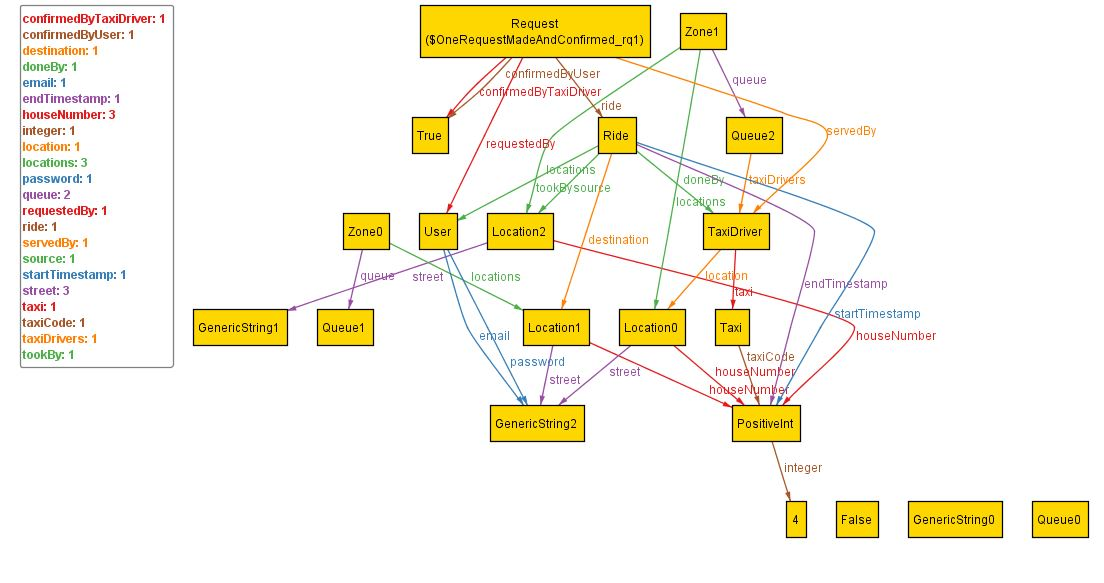 confirmedByTaxiDriver: 1
confirmedByUser: 1
destination: 1
doneBy: 1
email: 1
endTimestamp: 1
houseNumber: 3
integer: 1
location: 1
locations: 3
password: 1
queue: 2
requestedBy: 1
ride: 1
servedBy: 1
source: 1
startTimestamp: 1
street: 3
taxi: 1
taxiCode: 1
taxiDrivers: 1
tookBy: 1
Request
($OneRequestMadeAndConfirmed_rq1)
Zone1
confirmedByUser
queue
confirmedByTaxiDriver
ride
True
Ride
Queue2
servedBy
requestedBy
locations
doneBy
taxiDrivers
tookBy
source
locations
Zone0
User
Location2
TaxiDriver
destination
queue
street
locations
location
taxi
endTimestamp
startTimestamp
GenericString1
Queue1
Location1
Location0
Taxi
email
houseNumber
password
taxiCode
street
street
houseNumber
houseNumber
GenericString2
PositiveInt
integer
4
False
GenericString0
Queue0